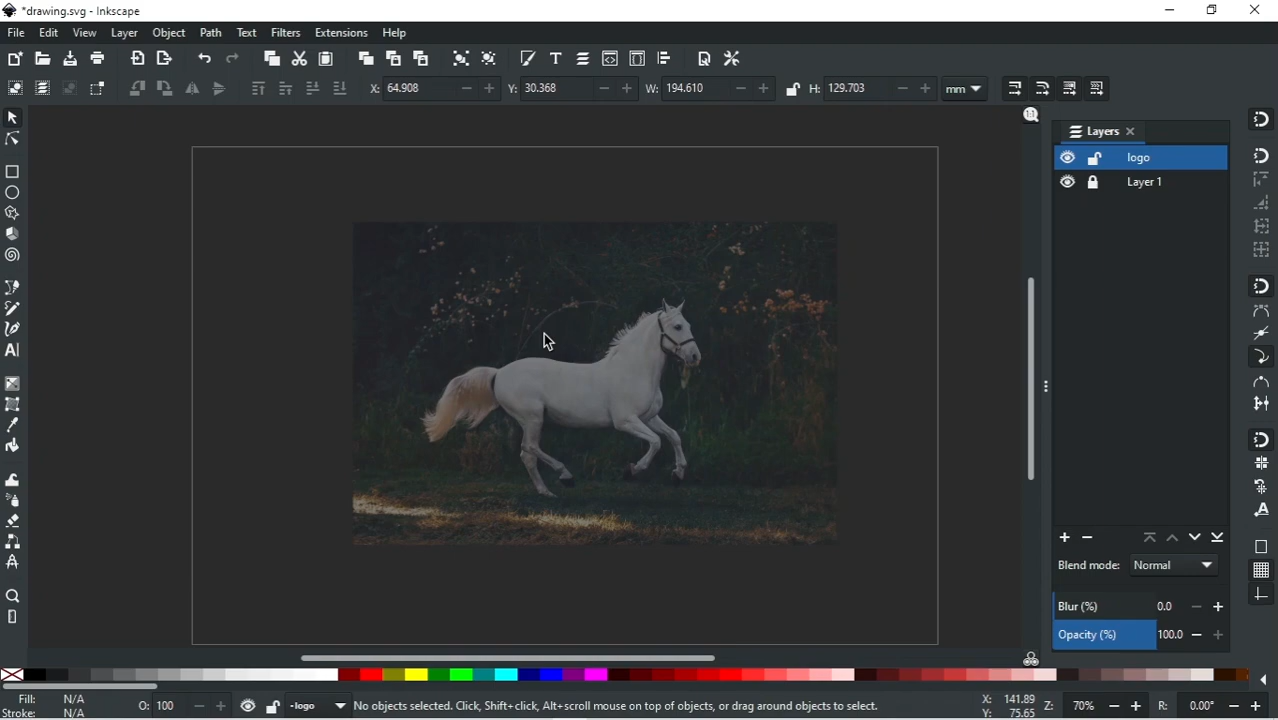 *drawing.svg - Inkscape
File Edit View Layer Object Path Text Filters Extensions Help
X: 64.908 Y: 30.368 W: 194.610 H: 129.703 mm
1:1
Layers
logo
Layer 1
Blend mode: Normal
Blur (%) 0.0
Opacity (%) 100.0
Fill: N/A O: 100 -logo No objects selected. Click, Shift+click, Alt+scroll mouse on top of objects, or drag around objects to select. X: 141.89 Z: 70% R: 0.00°
Stroke: N/A Y: 75.65